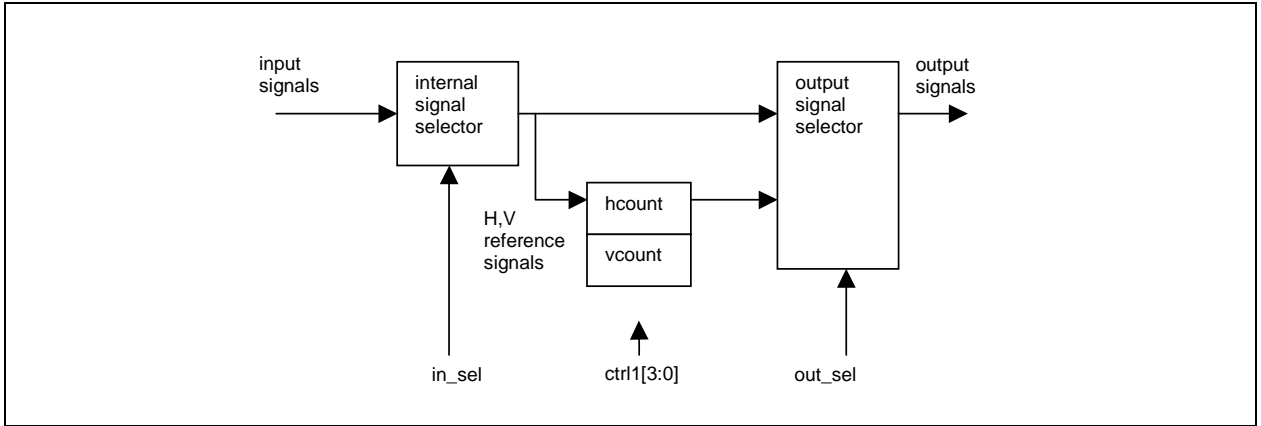 input
signals
internal
signal
selector
output
signal
selector
output
signals
H,V
reference
signals
hcount
vcount
in_sel
ctrl1[3:0]
out_sel